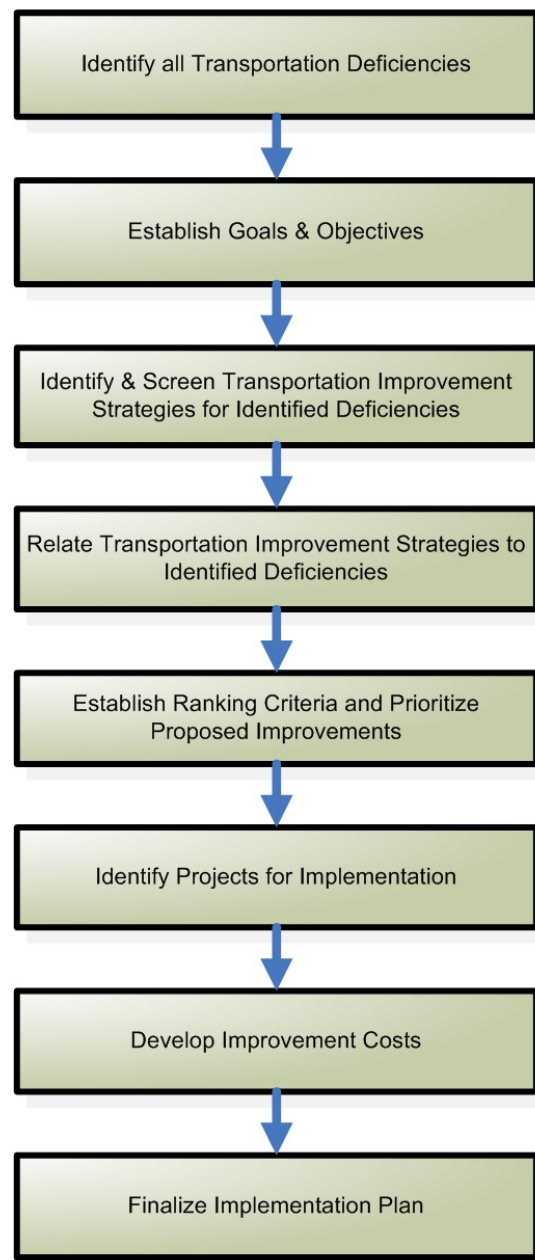 Identify all Transportation Deficiencies
Establish Goals & Objectives
Identify & Screen Transportation Improvement
Strategies for Identified Deficiencies
Relate Transportation Improvement Strategies to
Identified Deficiencies
Establish Ranking Criteria and Prioritize
Proposed Improvements
Identify Projects for Implementation
Develop Improvement Costs
Finalize Implementation Plan